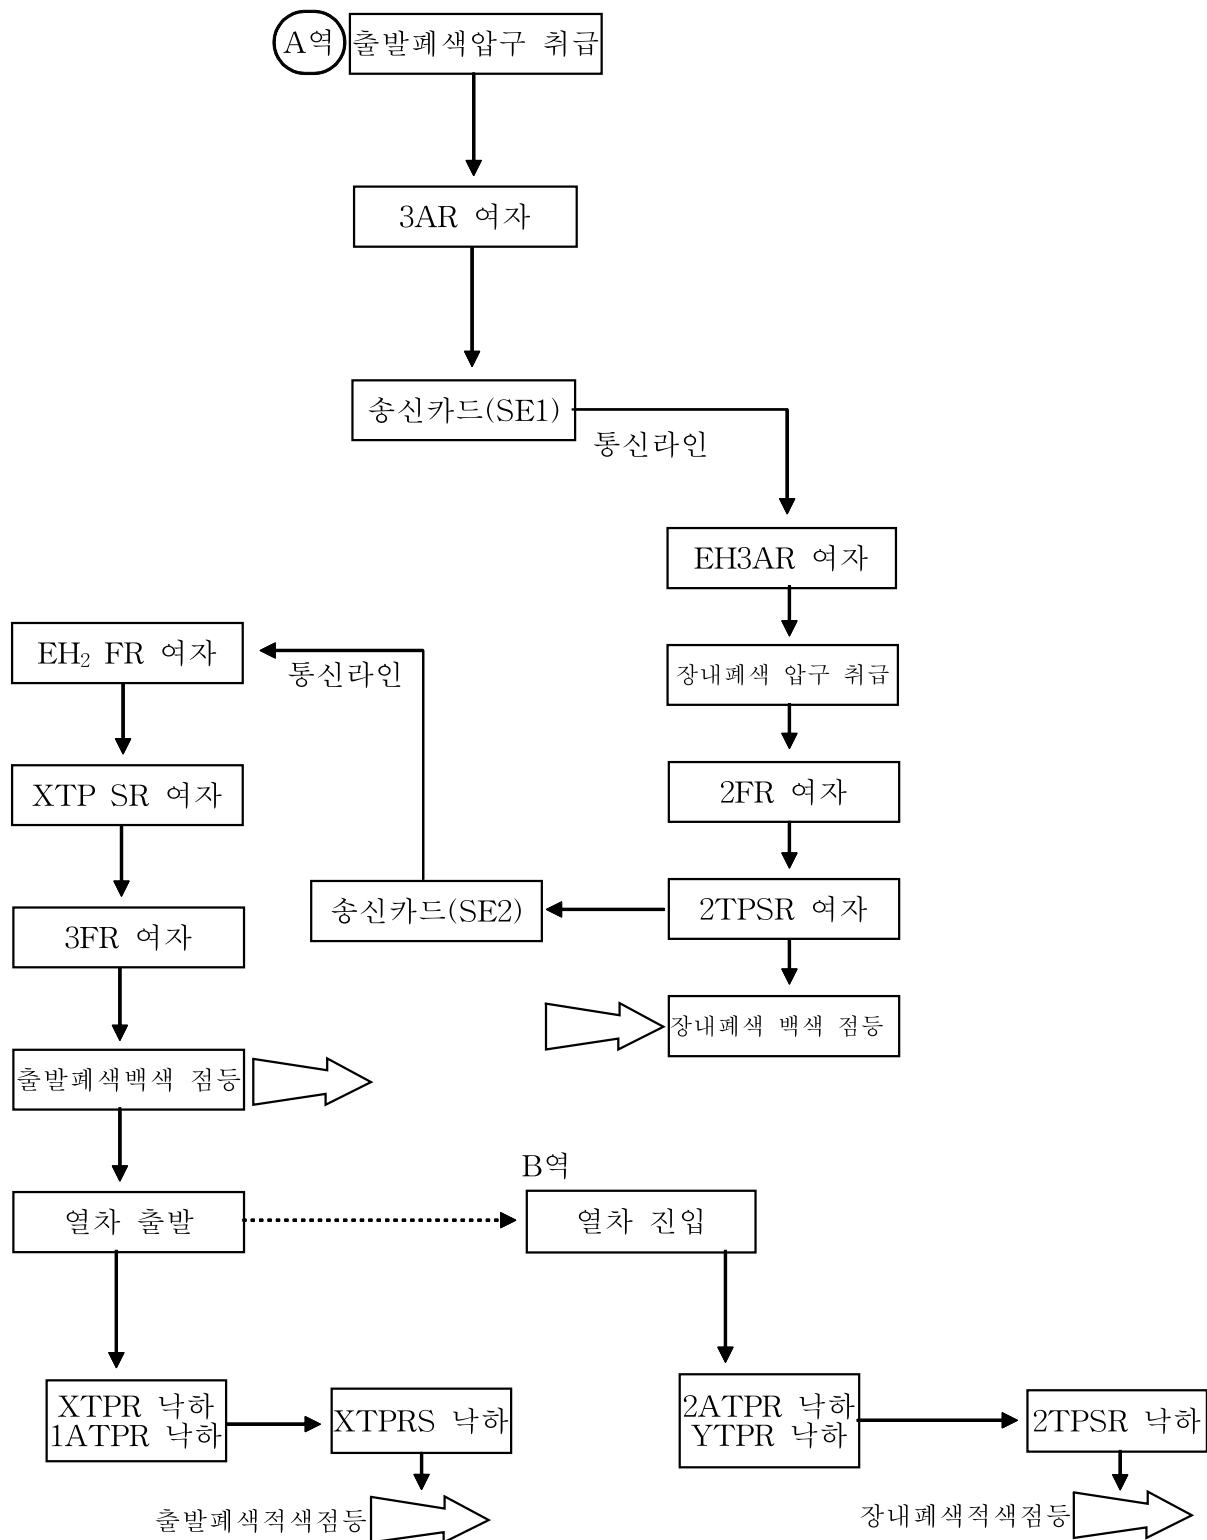 A역 출발폐색압구 취급
3AR 여자
송신카드(SE1)
통신라인
EH3AR 여자
장내폐색 압구 취급
2FR 여자
2TPSR 여자
장내폐색 백색 점등
송신카드(SE2)
통신라인
EH₂ FR 여자
XTP SR 여자
3FR 여자
출발폐색백색 점등
열차 출발
B역
열차 진입
XTPR 낙하
1ATPR 낙하
XTPRS 낙하
출발폐색적색점등
2ATPR 낙하
YTPR 낙하
2TPSR 낙하
장내폐색적색점등